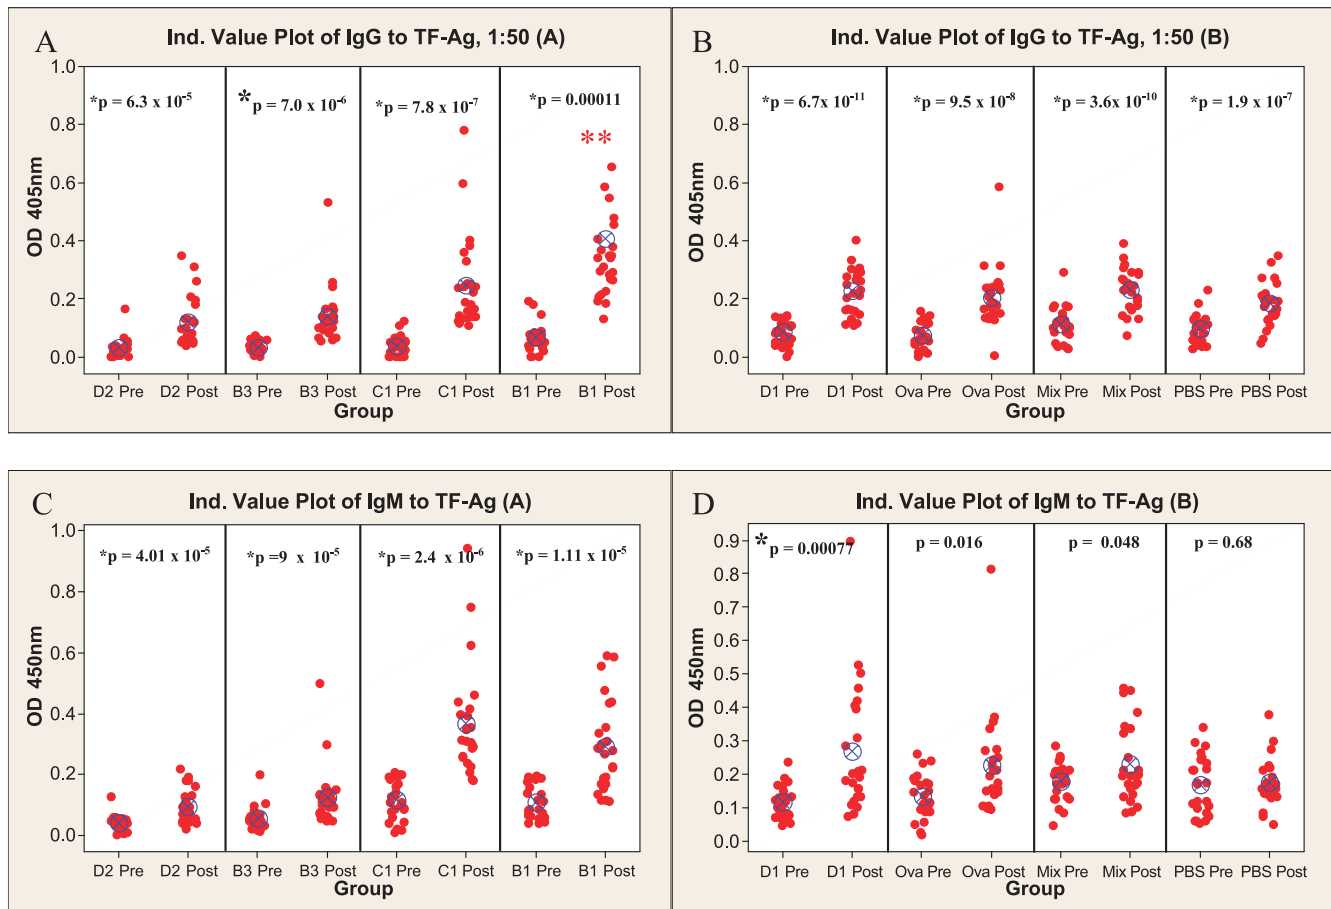 A Ind. Value Plot of IgG to TF-Ag, 1:50 (A)
1.0
0.8
0.6
0.4
0.2
0.0
OD 405nm
*p = 6.3 x 10-5
*p = 7.0 x 10-6
*p = 7.8 x 10-7
*p = 0.00011
**
D2 Pre D2 Post B3 Pre B3 Post C1 Pre C1 Post B1 Pre B1 Post
Group
B Ind. Value Plot of IgG to TF-Ag, 1:50 (B)
1.0
0.8
0.6
0.4
0.2
0.0
OD 405nm
*p = 6.7x 10-11
*p = 9.5 x 10-8
*p = 3.6x 10-10
*p = 1.9 x 10-7
D1 Pre D1 Post Ova Pre Ova Post Mix Pre Mix Post PBS Pre PBS Post
Group
C Ind. Value Plot of IgM to TF-Ag (A)
1.0
0.8
0.6
0.4
0.2
0.0
OD 450nm
*p = 4.01 x 10-5
*p =9 x 10-5
*p = 2.4 x 10-6
*p = 1.11 x 10-5
D2 Pre D2 Post B3 Pre B3 Post C1 Pre C1 Post B1 Pre B1 Post
Group
D Ind. Value Plot of IgM to TF-Ag (B)
0.9
0.8
0.7
0.6
0.5
0.4
0.3
0.2
0.1
0.0
OD 450nm
*p = 0.00077
p = 0.016
p = 0.048
p = 0.68
D1 Pre D1 Post Ova Pre Ova Post Mix Pre Mix Post PBS Pre PBS Post
Group